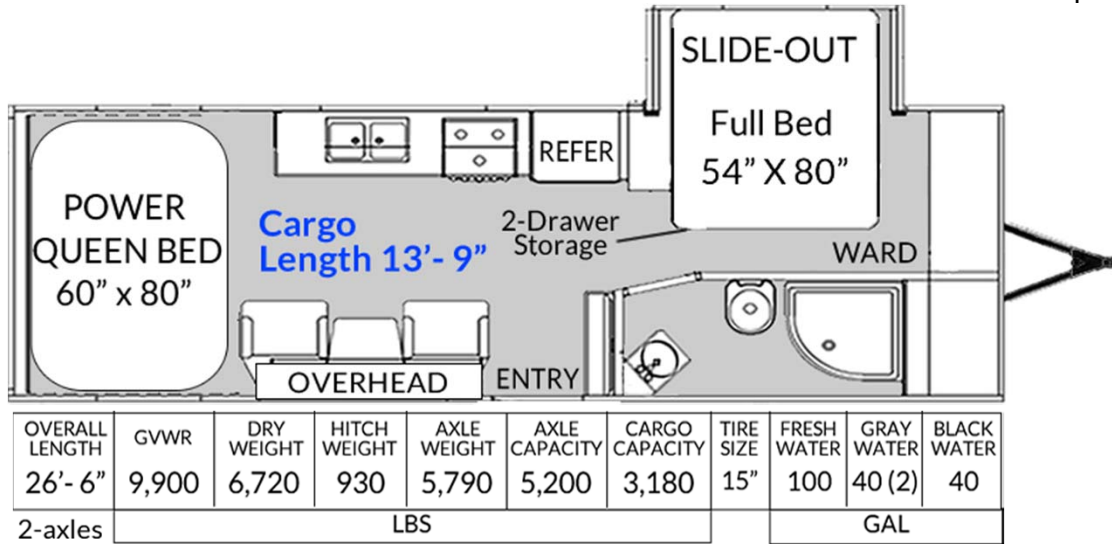 SLIDE-OUT
Full Bed
54” X 80”
REFER
POWER
QUEEN BED
60” x 80”
Cargo
Length 13’- 9”
2-Drawer
Storage
WARD
OVERHEAD
ENTRY
OVERALL LENGTH GVWR DRY WEIGHT HITCH WEIGHT AXLE WEIGHT AXLE CAPACITY CARGO CAPACITY TIRE SIZE FRESH WATER GRAY WATER BLACK WATER
26’- 6” 9,900 6,720 930 5,790 5,200 3,180 15” 100 40 (2) 40
2-axles LBS GAL